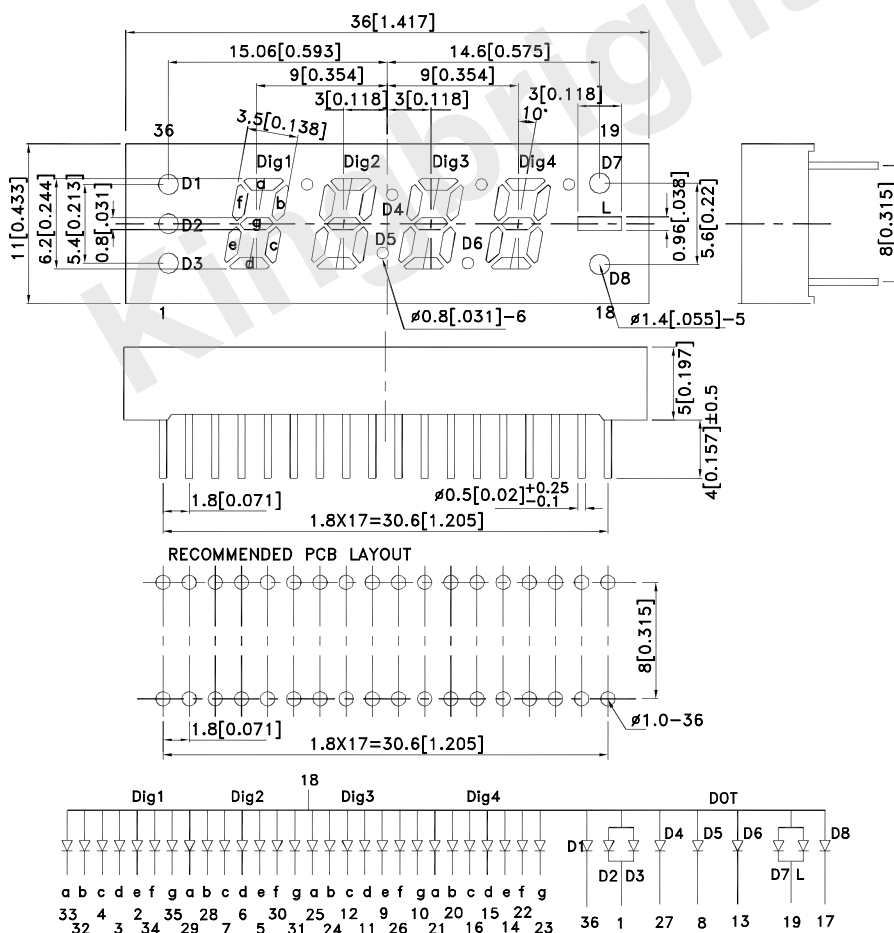 36[1.417]
15.06[0.593] 14.6[0.575]
9[0.354] 9[0.354]
3[0.118] 3[0.118] 3[0.118]
3.5[0.138] 10°
36 19
Dig1 Dig2 Dig3 Dig4 D7
D1 a
f b D4
D2 g L
e c D5 D6
D3 d D8
11[0.433]
6.2[0.244]
5.4[0.213]
0.8[.031]
0.96[.038]
5.6[0.22]
8[0.315]
1 ø0.8[.031]-6 18 ø1.4[.055]-5
Kingbright
5[0.197]
4[0.157]±0.5
1.8[0.071] ø0.5[0.02]+0.25 -0.1
1.8X17=30.6[1.205]
RECOMMENDED PCB LAYOUT
8[0.315]
1.8[0.071] ø1.0-36
1.8X17=30.6[1.205]
18
Dig1 Dig2 Dig3 Dig4 DOT
D1 D4 D5 D6 D8
D2 D3 D7 L
a b c d e f g a b c d e f g a b c d e f g a b c d e f g
33 4 2 35 28 6 30 25 12 9 10 20 15 22 36 1 27 8 13 19 17
32 3 34 29 7 5 31 24 11 26 21 16 14 23